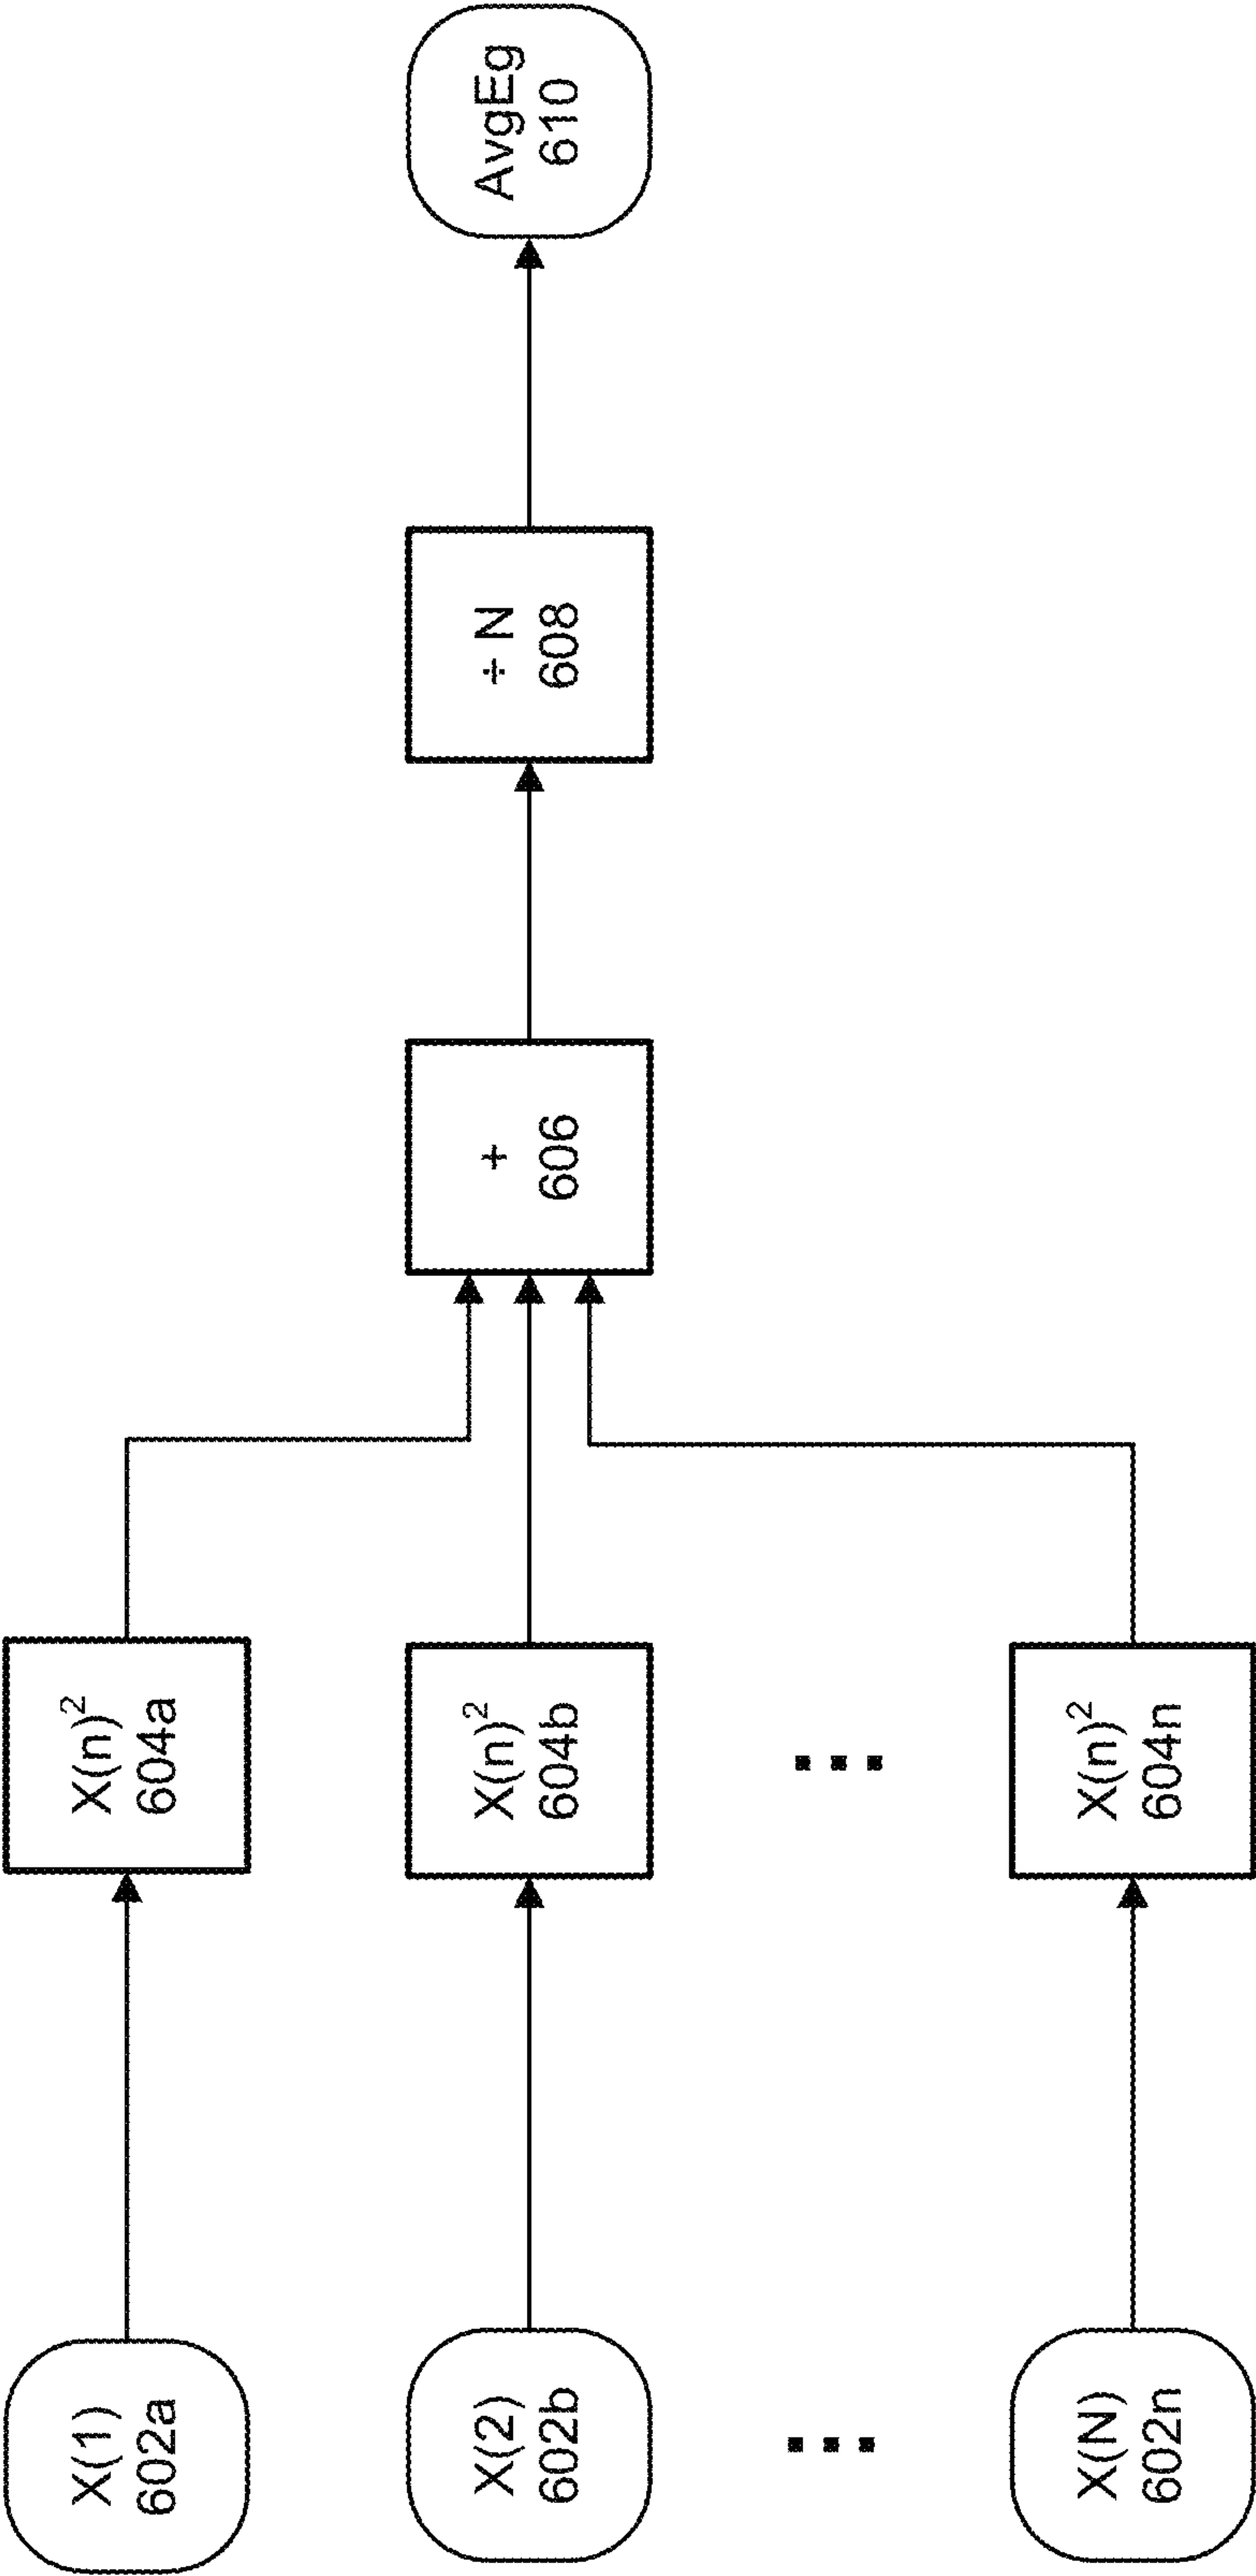 X(1)
602a
X(n)²
604a
X(2)
602b
X(n)²
604b
+
606
÷ N
608
AvgEg
610
...
...
X(N)
602n
X(n)²
604n